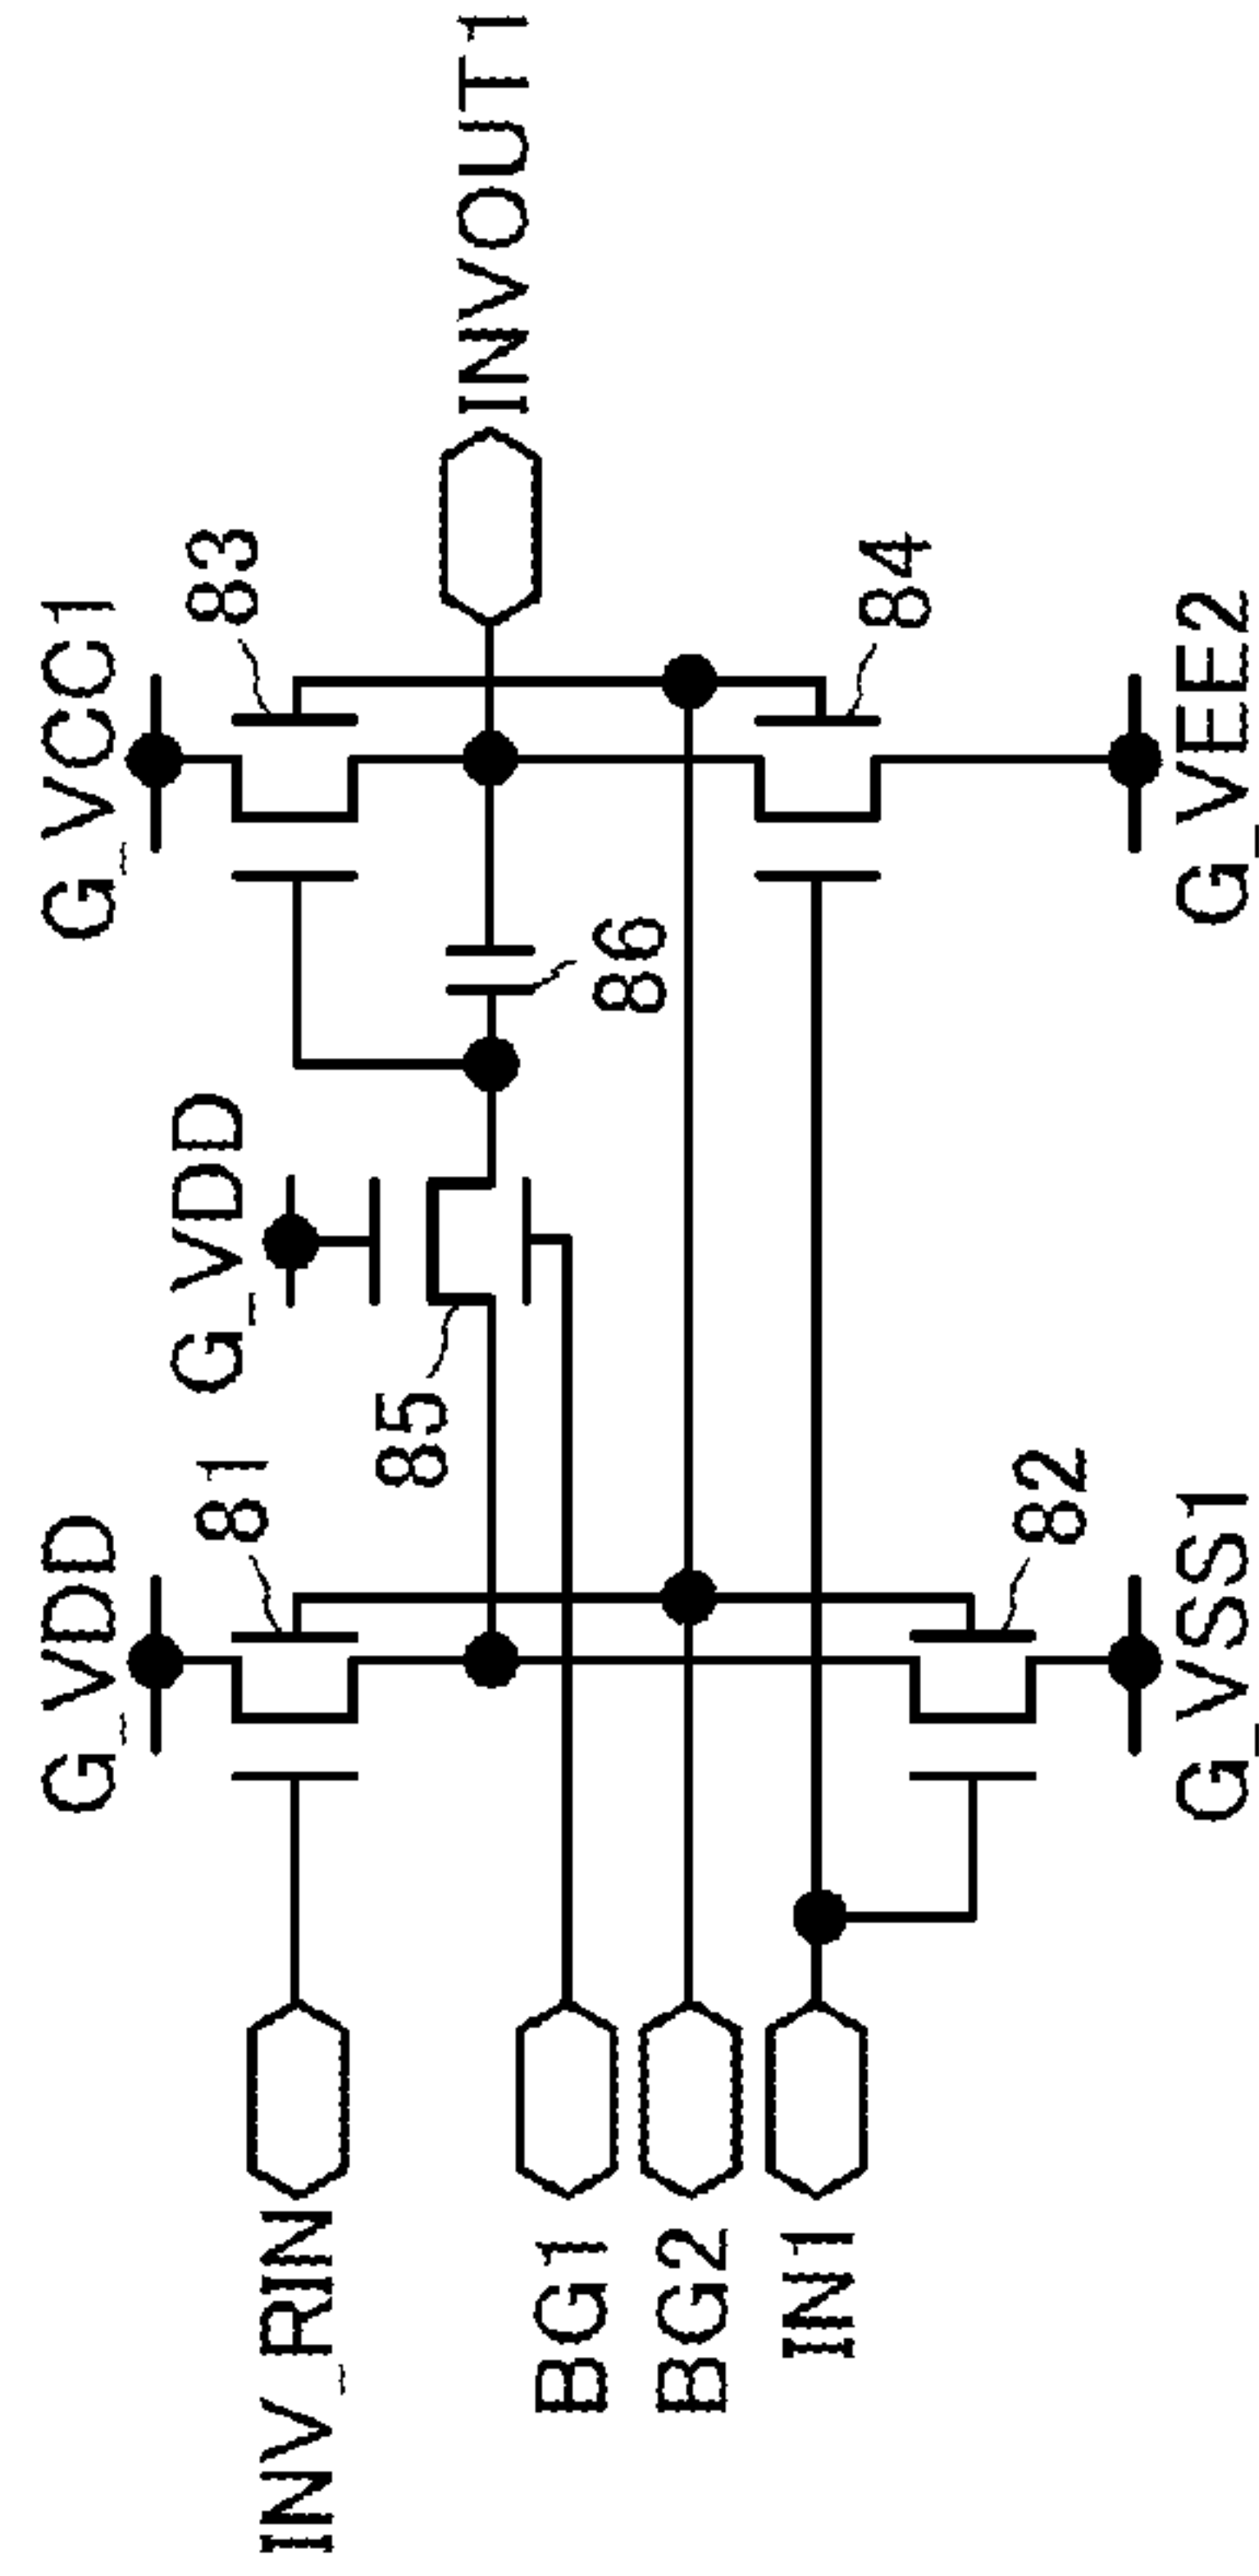 G_VDD
G_VCC1
81
G_VDD
83
INV_RIN
85
INVOUT1
86
BG1
BG2
IN1
84
82
G_VSS1
G_VEE2